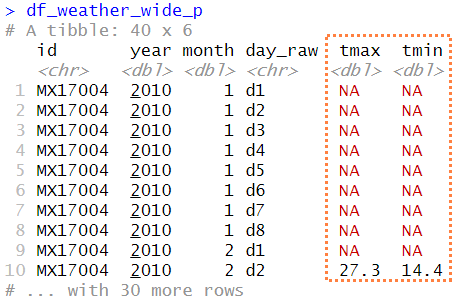 > df_weather_wide_p
# A tibble: 40 x 6
id year month day_raw tmax tmin
<chr> <dbl> <dbl> <chr> <dbl> <dbl>
1 MX17004 2010 1 d1 NA NA
2 MX17004 2010 1 d2 NA NA
3 MX17004 2010 1 d3 NA NA
4 MX17004 2010 1 d4 NA NA
5 MX17004 2010 1 d5 NA NA
6 MX17004 2010 1 d6 NA NA
7 MX17004 2010 1 d7 NA NA
8 MX17004 2010 1 d8 NA NA
9 MX17004 2010 2 d1 NA NA
10 MX17004 2010 2 d2 27.3 14.4
# ... with 30 more rows